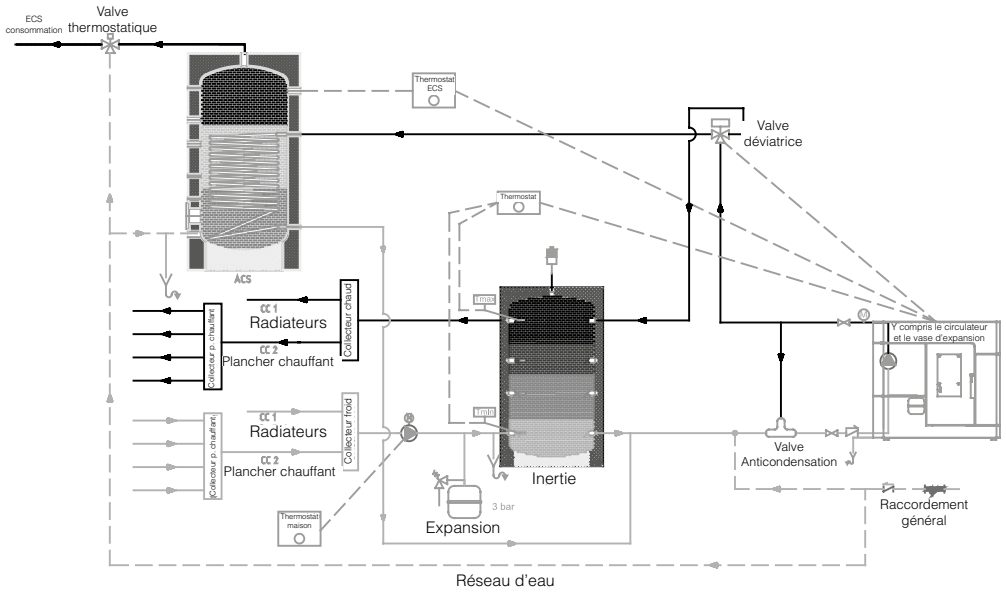 ECS
consommation
Valve
thermostatique
Thermostat
ECS
Valve
déviatrice
Thermostat
ACS
Tmax
CC 1
Radiateurs
CC 2
Plancher chauffant
Collecteur p. chauffant
Collecteur chaud
M
Y compris le circulateur
et le vase d'expansion
Tmin
CC 1
Radiateurs
CC 2
Plancher chauffant
Collecteur p. chauffant
Collecteur froid
Valve
Anticondensation
Inertie
Thermostat
maison
3 bar
Expansion
Raccordement
général
Réseau d'eau